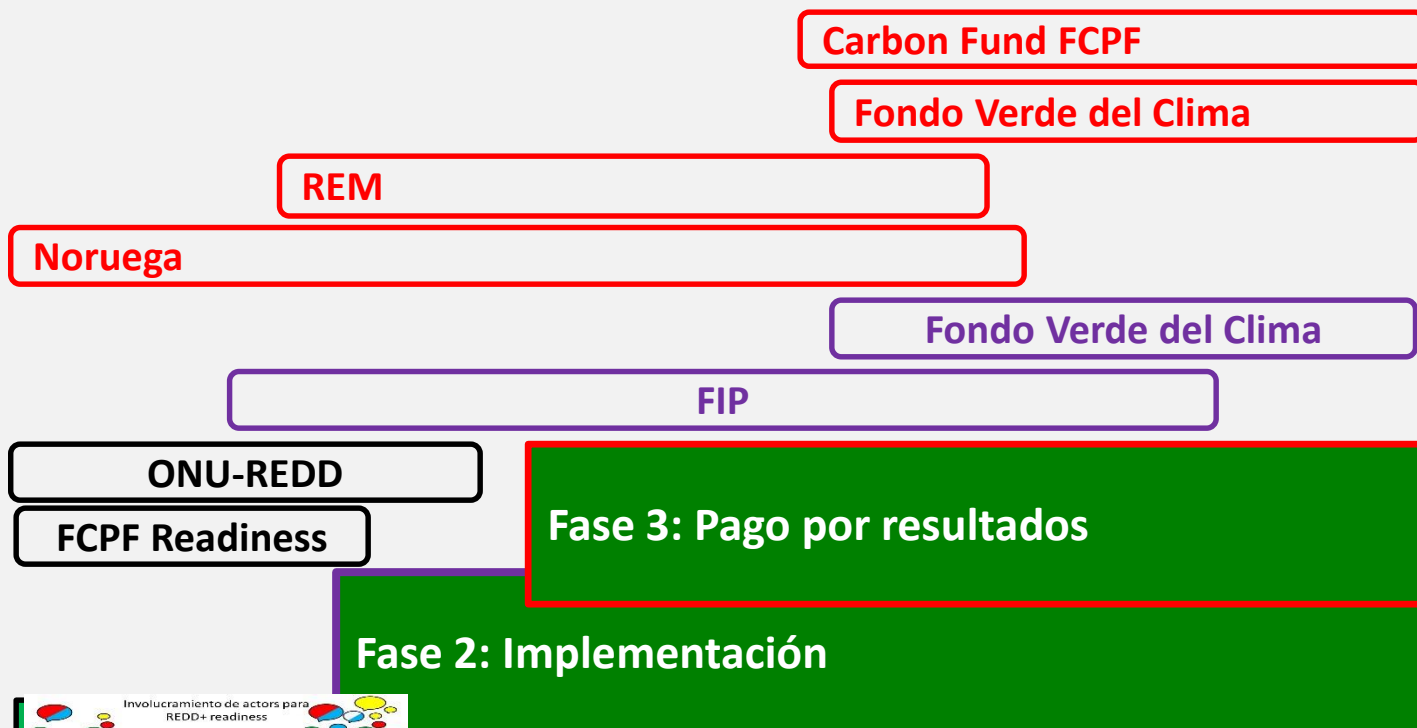 Carbon Fund FCPF
Fondo Verde del Clima
REM
Noruega
Fondo Verde del Clima
FIP
ONU-REDD
FCPF Readiness
Fase 3: Pago por resultados
Fase 2: Implementación
Involucramiento de actors para
REDD+ readiness